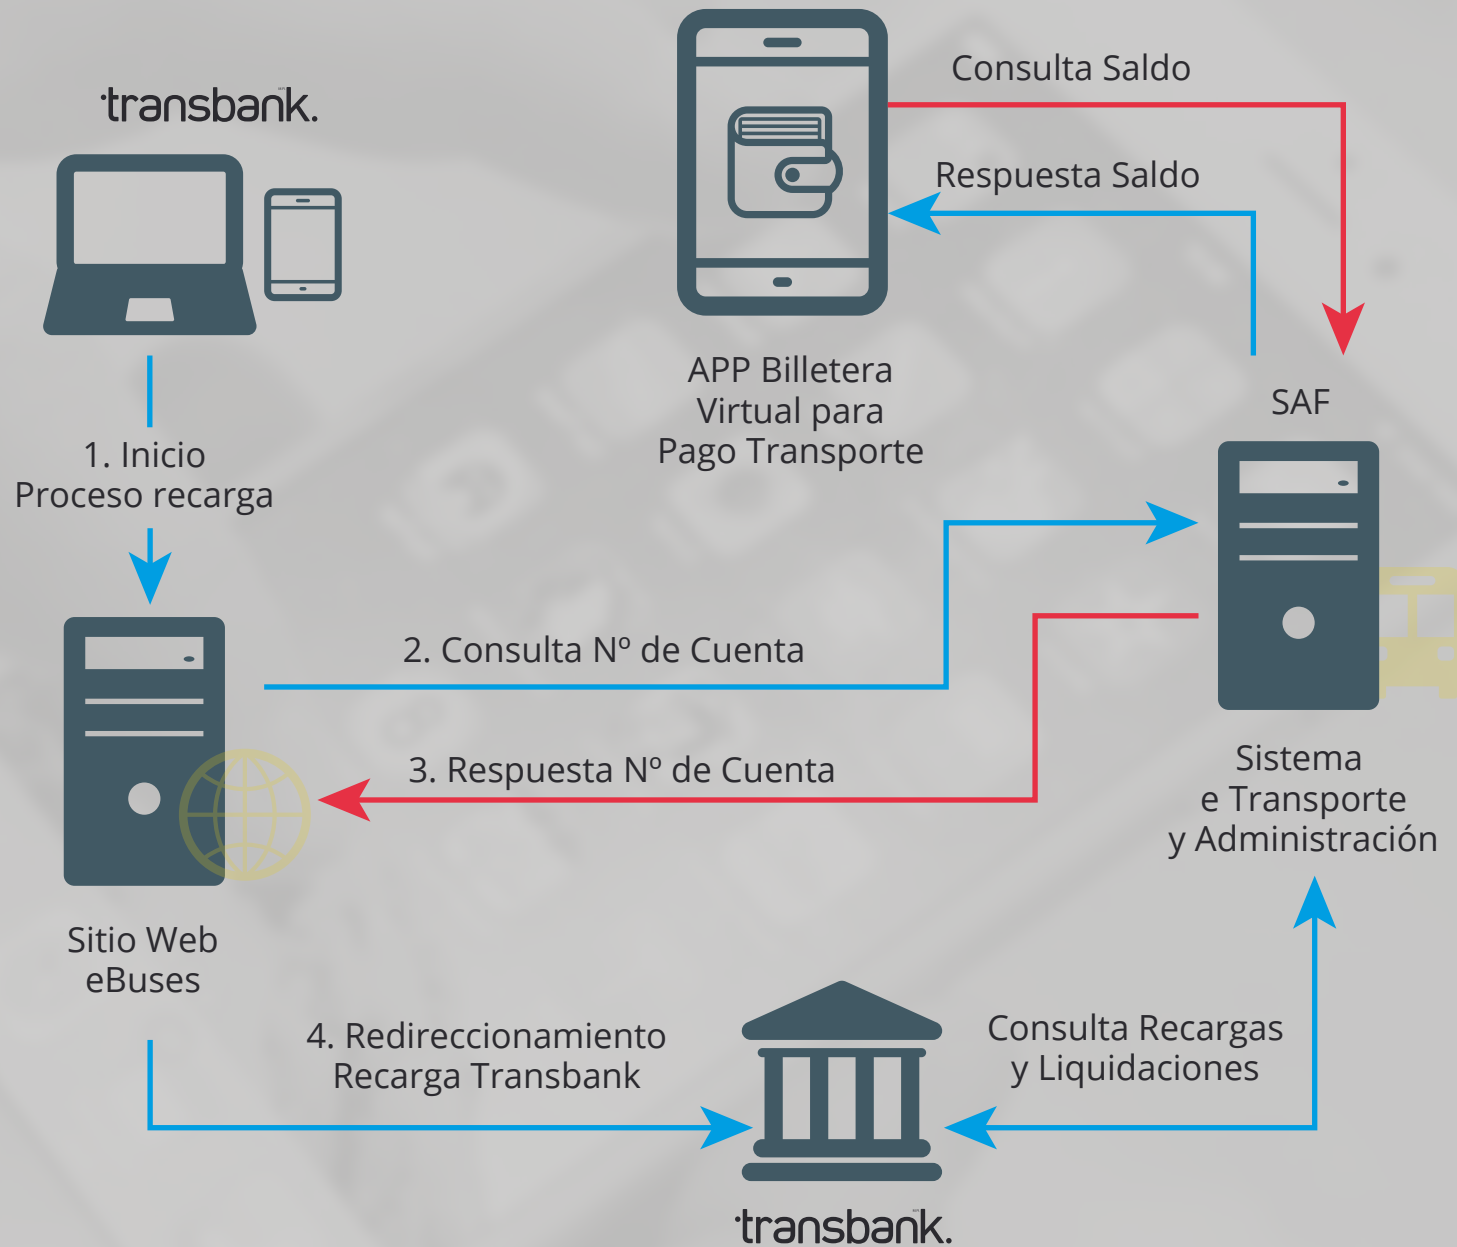 transbank.
Consulta Saldo
Respuesta Saldo
APP Billetera
Virtual para
Pago Transporte
SAF
1. Inicio
Proceso recarga
2. Consulta Nº de Cuenta
3. Respuesta Nº de Cuenta
Sistema
e Transporte
y Administración
Sitio Web
eBuses
4. Redireccionamiento
Recarga Transbank
Consulta Recargas
y Liquidaciones
transbank.